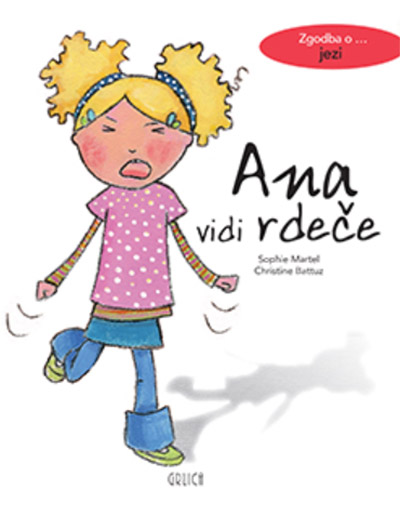 Zgodba o ...
jezi
Ana
vidi rdeče
Sophie Martel
Christine Battuz
GRLICA